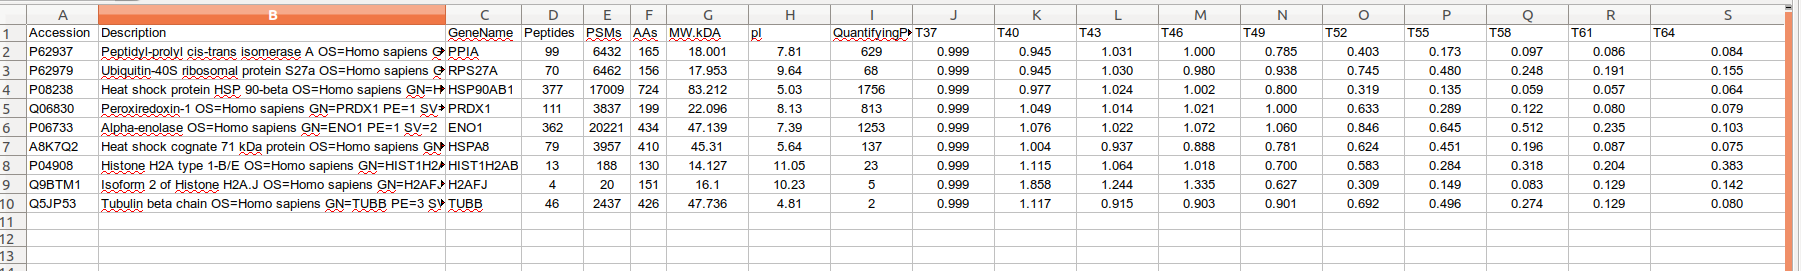 A B C D E F G H I J K L M N O P Q R S
1 Accession Description GeneName Peptides PSMs AAs MW.kDA pI QuantifyingP T37 T40 T43 T46 T49 T52 T55 T58 T61 T64
2 P62937 Peptidyl-prolyl cis-trans isomerase A OS=Homo sapiens G PPIA 99 6432 165 18.001 7.81 629 0.999 0.945 1.031 1.000 0.785 0.403 0.173 0.097 0.086 0.084
3 P62979 Ubiquitin-40S ribosomal protein S27a OS=Homo sapiens G RPS27A 70 6462 156 17.953 9.64 68 0.999 0.945 1.030 0.980 0.938 0.745 0.480 0.248 0.191 0.155
4 P08238 Heat shock protein HSP 90-beta OS=Homo sapiens GN=H HSP90AB1 377 17009 724 83.212 5.03 1756 0.999 0.977 1.024 1.002 0.800 0.319 0.135 0.059 0.057 0.064
5 Q06830 Peroxiredoxin-1 OS=Homo sapiens GN=PRDX1 PE=1 SV= PRDX1 111 3837 199 22.096 8.13 813 0.999 1.049 1.014 1.021 1.000 0.633 0.289 0.122 0.080 0.079
6 P06733 Alpha-enolase OS=Homo sapiens GN=ENO1 PE=1 SV=2 ENO1 362 20221 434 47.139 7.39 1253 0.999 1.076 1.022 1.072 1.060 0.846 0.645 0.512 0.235 0.103
7 A8K7Q2 Heat shock cognate 71 kDa protein OS=Homo sapiens GN HSPA8 79 3957 410 45.31 5.64 137 0.999 1.004 0.937 0.888 0.781 0.624 0.451 0.196 0.087 0.075
8 P04908 Histone H2A type 1-B/E OS=Homo sapiens GN=HIST1H2A HIST1H2AB 13 188 130 14.127 11.05 23 0.999 1.115 1.064 1.018 0.700 0.583 0.284 0.318 0.204 0.383
9 Q9BTM1 Isoform 2 of Histone H2A.J OS=Homo sapiens GN=H2AFJ H2AFJ 4 20 151 16.1 10.23 5 0.999 1.858 1.244 1.335 0.627 0.309 0.149 0.083 0.129 0.142
10 Q5JP53 Tubulin beta chain OS=Homo sapiens GN=TUBB PE=3 SV TUBB 46 2437 426 47.736 4.81 2 0.999 1.117 0.915 0.903 0.901 0.692 0.496 0.274 0.129 0.080
11
12
13